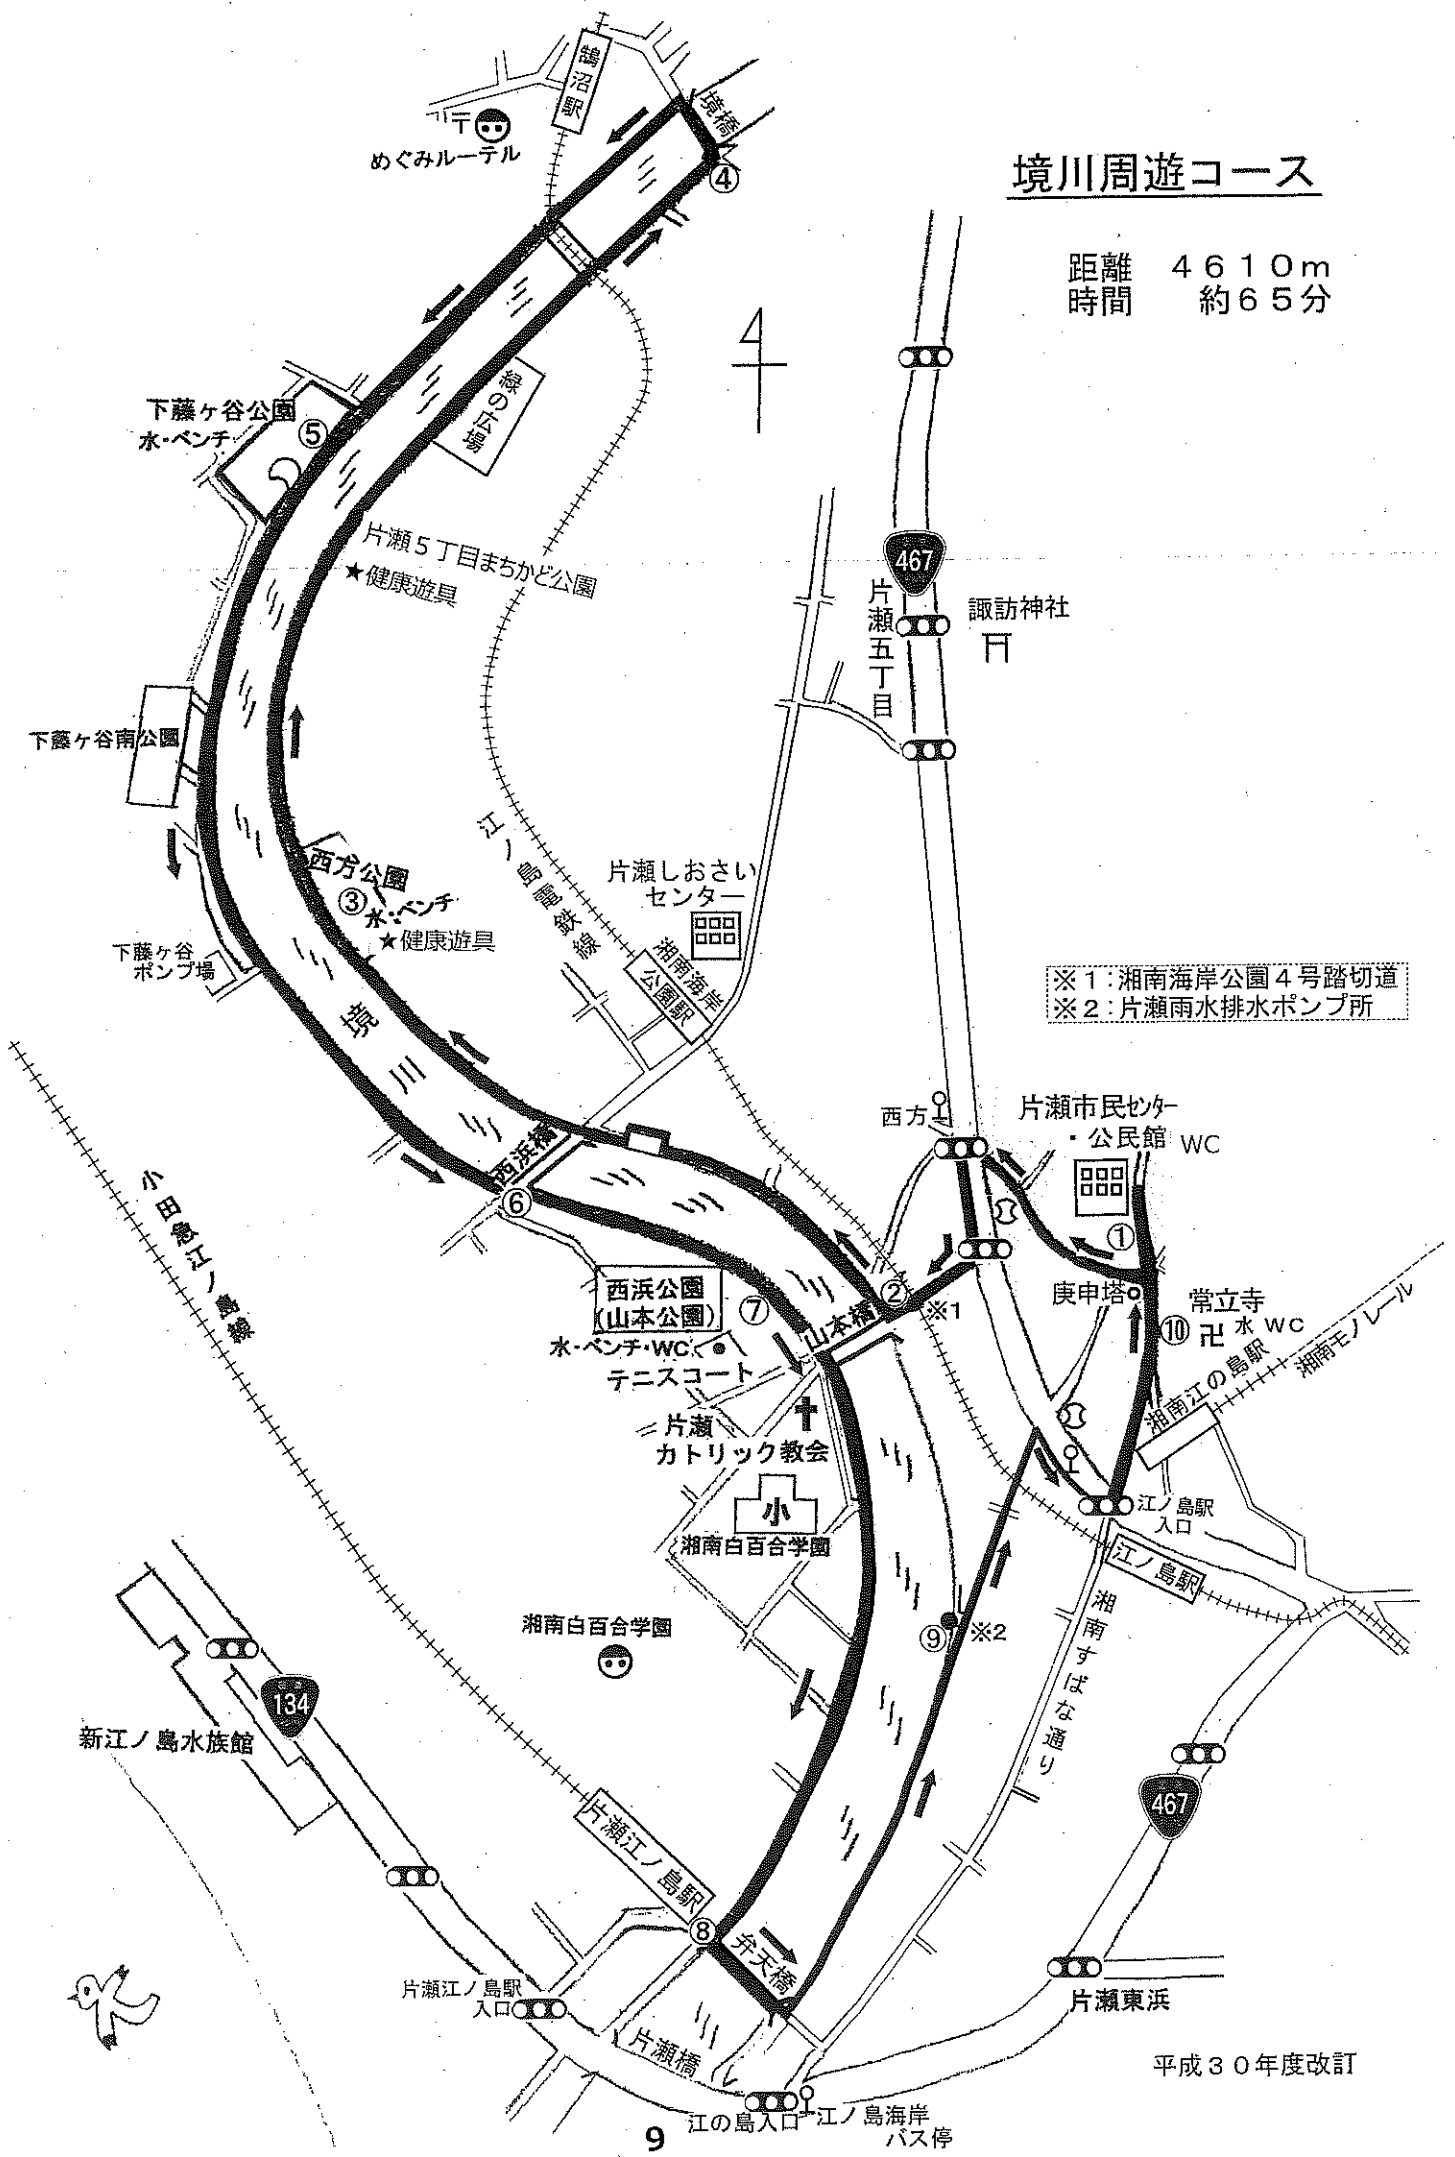 境川周遊コース
距離　４６１０ｍ
時間　約６５分
鵠沼駅
境橋
〒
めぐみルーテル
④
緑の広場
下藤ヶ谷公園
水・ベンチ
⑤
片瀬５丁目まちかど公園
★健康遊具
467
片瀬五丁目
諏訪神社
下藤ヶ谷南公園
江ノ島電鉄線
西方公園
③
水・ベンチ
★健康遊具
片瀬しおさい
センター
下藤ヶ谷
ポンプ場
湘南海岸
公園駅
※１：湘南海岸公園４号踏切道
※２：片瀬雨水排水ポンプ所
境川
西方
片瀬市民センター
・公民館 WC
西浜橋
⑥
小田急江ノ島線
①
西浜公園
(山本公園)
⑦
水・ベンチ・WC
テニスコート
山本橋
②
※1
庚申塔
常立寺
⑩
卍 水 WC
湘南モノレール
湘南江の島駅
片瀬
カトリック教会
小
湘南白百合学園
江ノ島駅
入口
江ノ島駅
湘南白百合学園
⑨
※2
湘南すばな通り
134
新江ノ島水族館
467
片瀬江ノ島駅
⑧
弁天橋
片瀬江ノ島駅
入口
片瀬東浜
片瀬橋
平成３０年度改訂
江の島入口
江ノ島海岸
バス停
9